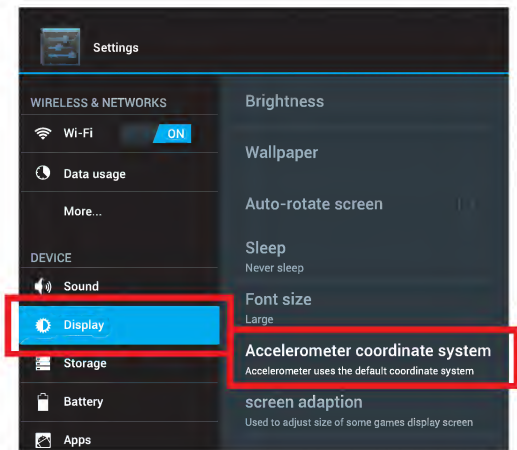 Settings
WIRELESS & NETWORKS
Wi-Fi ON
Data usage
More...
DEVICE
Sound
Display
Storage
Battery
Apps
Brightness
Wallpaper
Auto-rotate screen
Sleep
Never sleep
Font size
Large
Accelerometer coordinate system
Accelerometer uses the default coordinate system
screen adaption
Used to adjust size of some games display screen